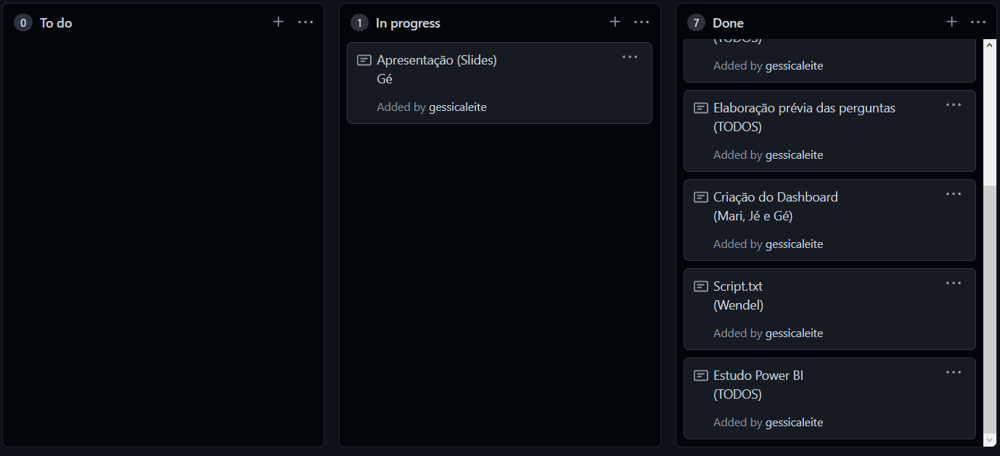 0 To do
1 In progress
Apresentação (Slides)
Gé
Added by gessicaleite
7 Done
(TODOS)
Added by gessicaleite
Elaboração prévia das perguntas
(TODOS)
Added by gessicaleite
Criação do Dashboard
(Mari, Jé e Gé)
Added by gessicaleite
Script.txt
(Wendel)
Added by gessicaleite
Estudo Power BI
(TODOS)
Added by gessicaleite